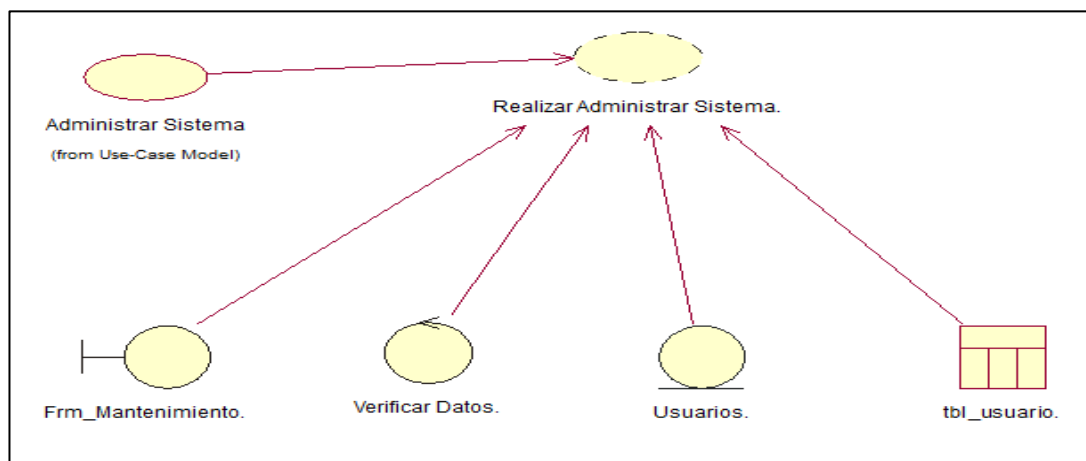 Realizar Administrar Sistema.
Administrar Sistema
(from Use-Case Model)
Frm_Mantenimiento.
Verificar Datos.
Usuarios.
tbl_usuario.